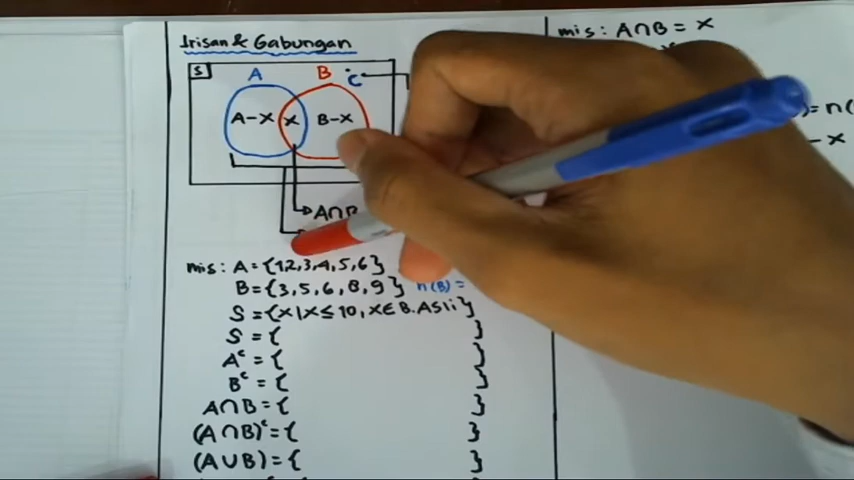 Irisan & Gabungan
S
A B C
A-x x B-x
A∩B
mis: A={1,2,3,4,5,6}
B={3,5,6,8,9} n(B)=
S={x|x≤10,x∈B.Asli}
S={ }
Aᶜ={ }
Bᶜ={ }
A∩B={ }
(A∩B)ᶜ={ }
(A∪B)={ }
mis: A∩B=x
)=n(
-x